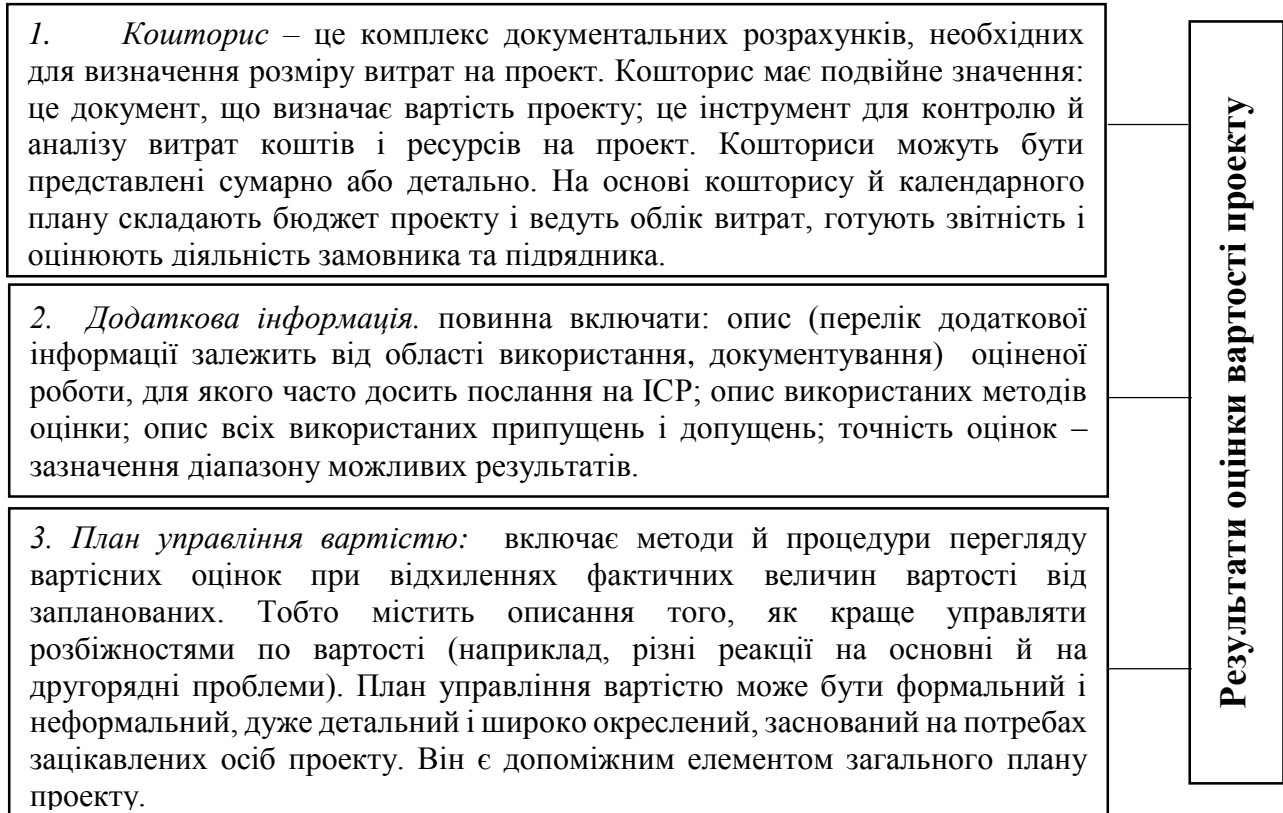 1. Кошторис – це комплекс документальних розрахунків, необхідних
для визначення розміру витрат на проект. Кошторис має подвійне значення:
це документ, що визначає вартість проекту; це інструмент для контролю й
аналізу витрат коштів і ресурсів на проект. Кошториси можуть бути
представлені сумарно або детально. На основі кошторису й календарного
плану складають бюджет проекту і ведуть облік витрат, готують звітність і
оцінюють діяльність замовника та підрядника.
2. Додаткова інформація. повинна включати: опис (перелік додаткової
інформації залежить від області використання, документування) оціненої
роботи, для якого часто досить послання на ІСР; опис використаних методів
оцінки; опис всіх використаних припущень і допущень; точність оцінок –
зазначення діапазону можливих результатів.
3. План управління вартістю: включає методи й процедури перегляду
вартісних оцінок при відхиленнях фактичних величин вартості від
запланованих. Тобто містить описання того, як краще управляти
розбіжностями по вартості (наприклад, різні реакції на основні й на
другорядні проблеми). План управління вартістю може бути формальний і
неформальний, дуже детальний і широко окреслений, заснований на потребах
зацікавлених осіб проекту. Він є допоміжним елементом загального плану
проекту.
Результати оцінки вартості проекту